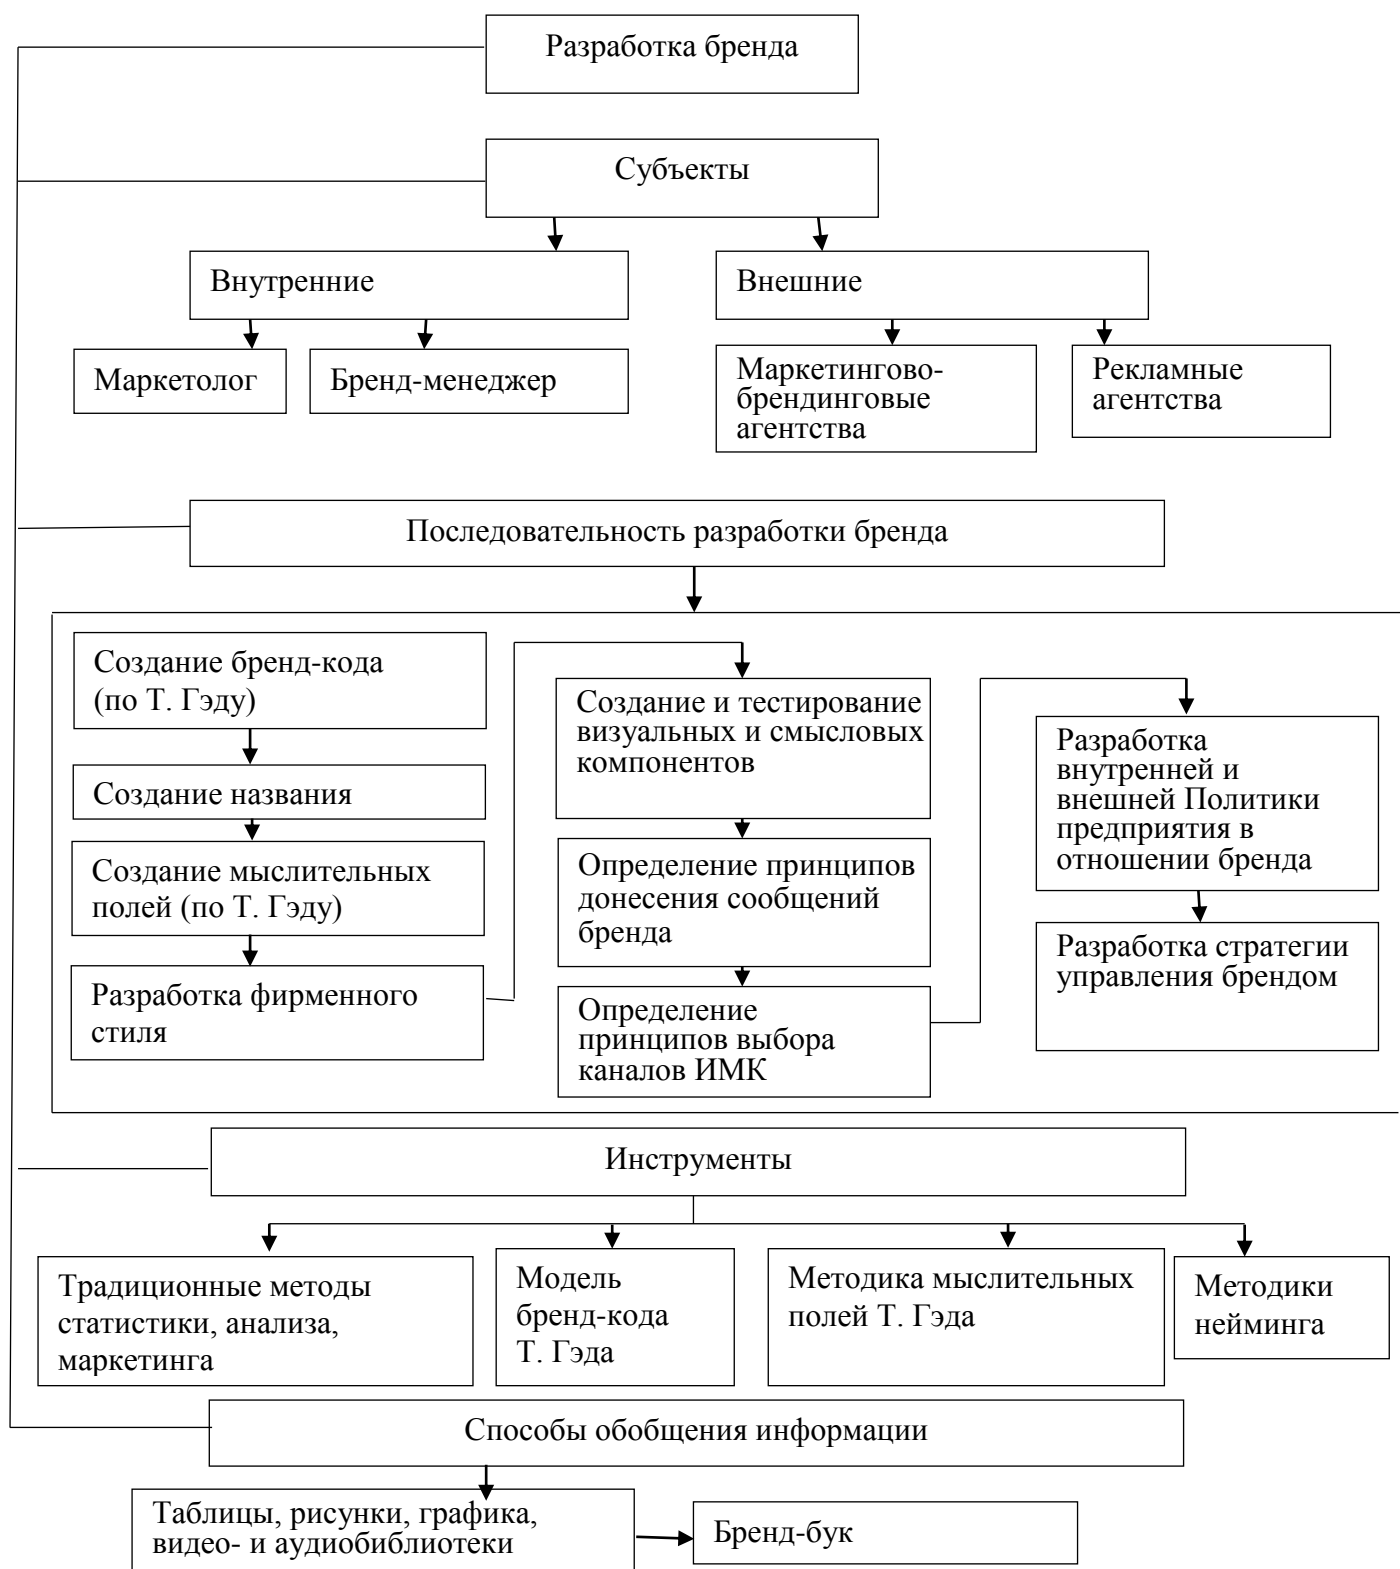 Разработка бренда
Субъекты
Внутренние
Внешние
Маркетолог
Бренд-менеджер
Маркетингово-
брендинговые
агентства
Рекламные
агентства
Последовательность разработки бренда
Создание бренд-кода
(по Т. Гэду)
Создание названия
Создание мыслительных
полей (по Т. Гэду)
Разработка фирменного
стиля
Создание и тестирование
визуальных и смысловых
компонентов
Определение принципов
донесения сообщений
бренда
Определение
принципов выбора
каналов ИМК
Разработка
внутренней и
внешней Политики
предприятия в
отношении бренда
Разработка стратегии
управления брендом
Инструменты
Традиционные методы
статистики, анализа,
маркетинга
Модель
бренд-кода
Т. Гэда
Методика мыслительных
полей Т. Гэда
Методики
нейминга
Способы обобщения информации
Таблицы, рисунки, графика,
видео- и аудиобиблиотеки
Бренд-бук